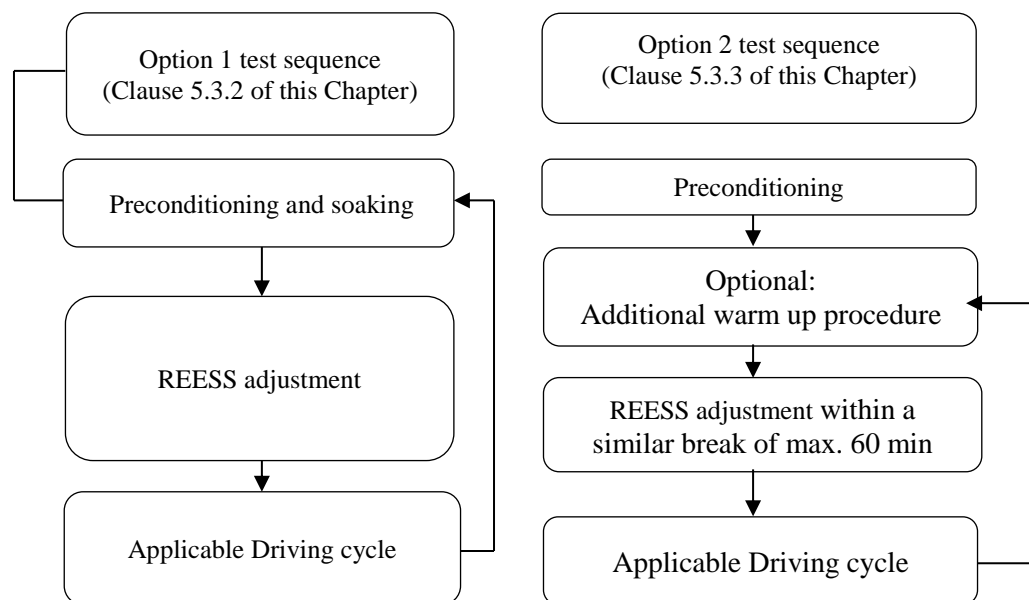 Option 1 test sequence
(Clause 5.3.2 of this Chapter)
Preconditioning and soaking
REESS adjustment
Applicable Driving cycle
Option 2 test sequence
(Clause 5.3.3 of this Chapter)
Preconditioning
Optional:
Additional warm up procedure
REESS adjustment within a
similar break of max. 60 min
Applicable Driving cycle